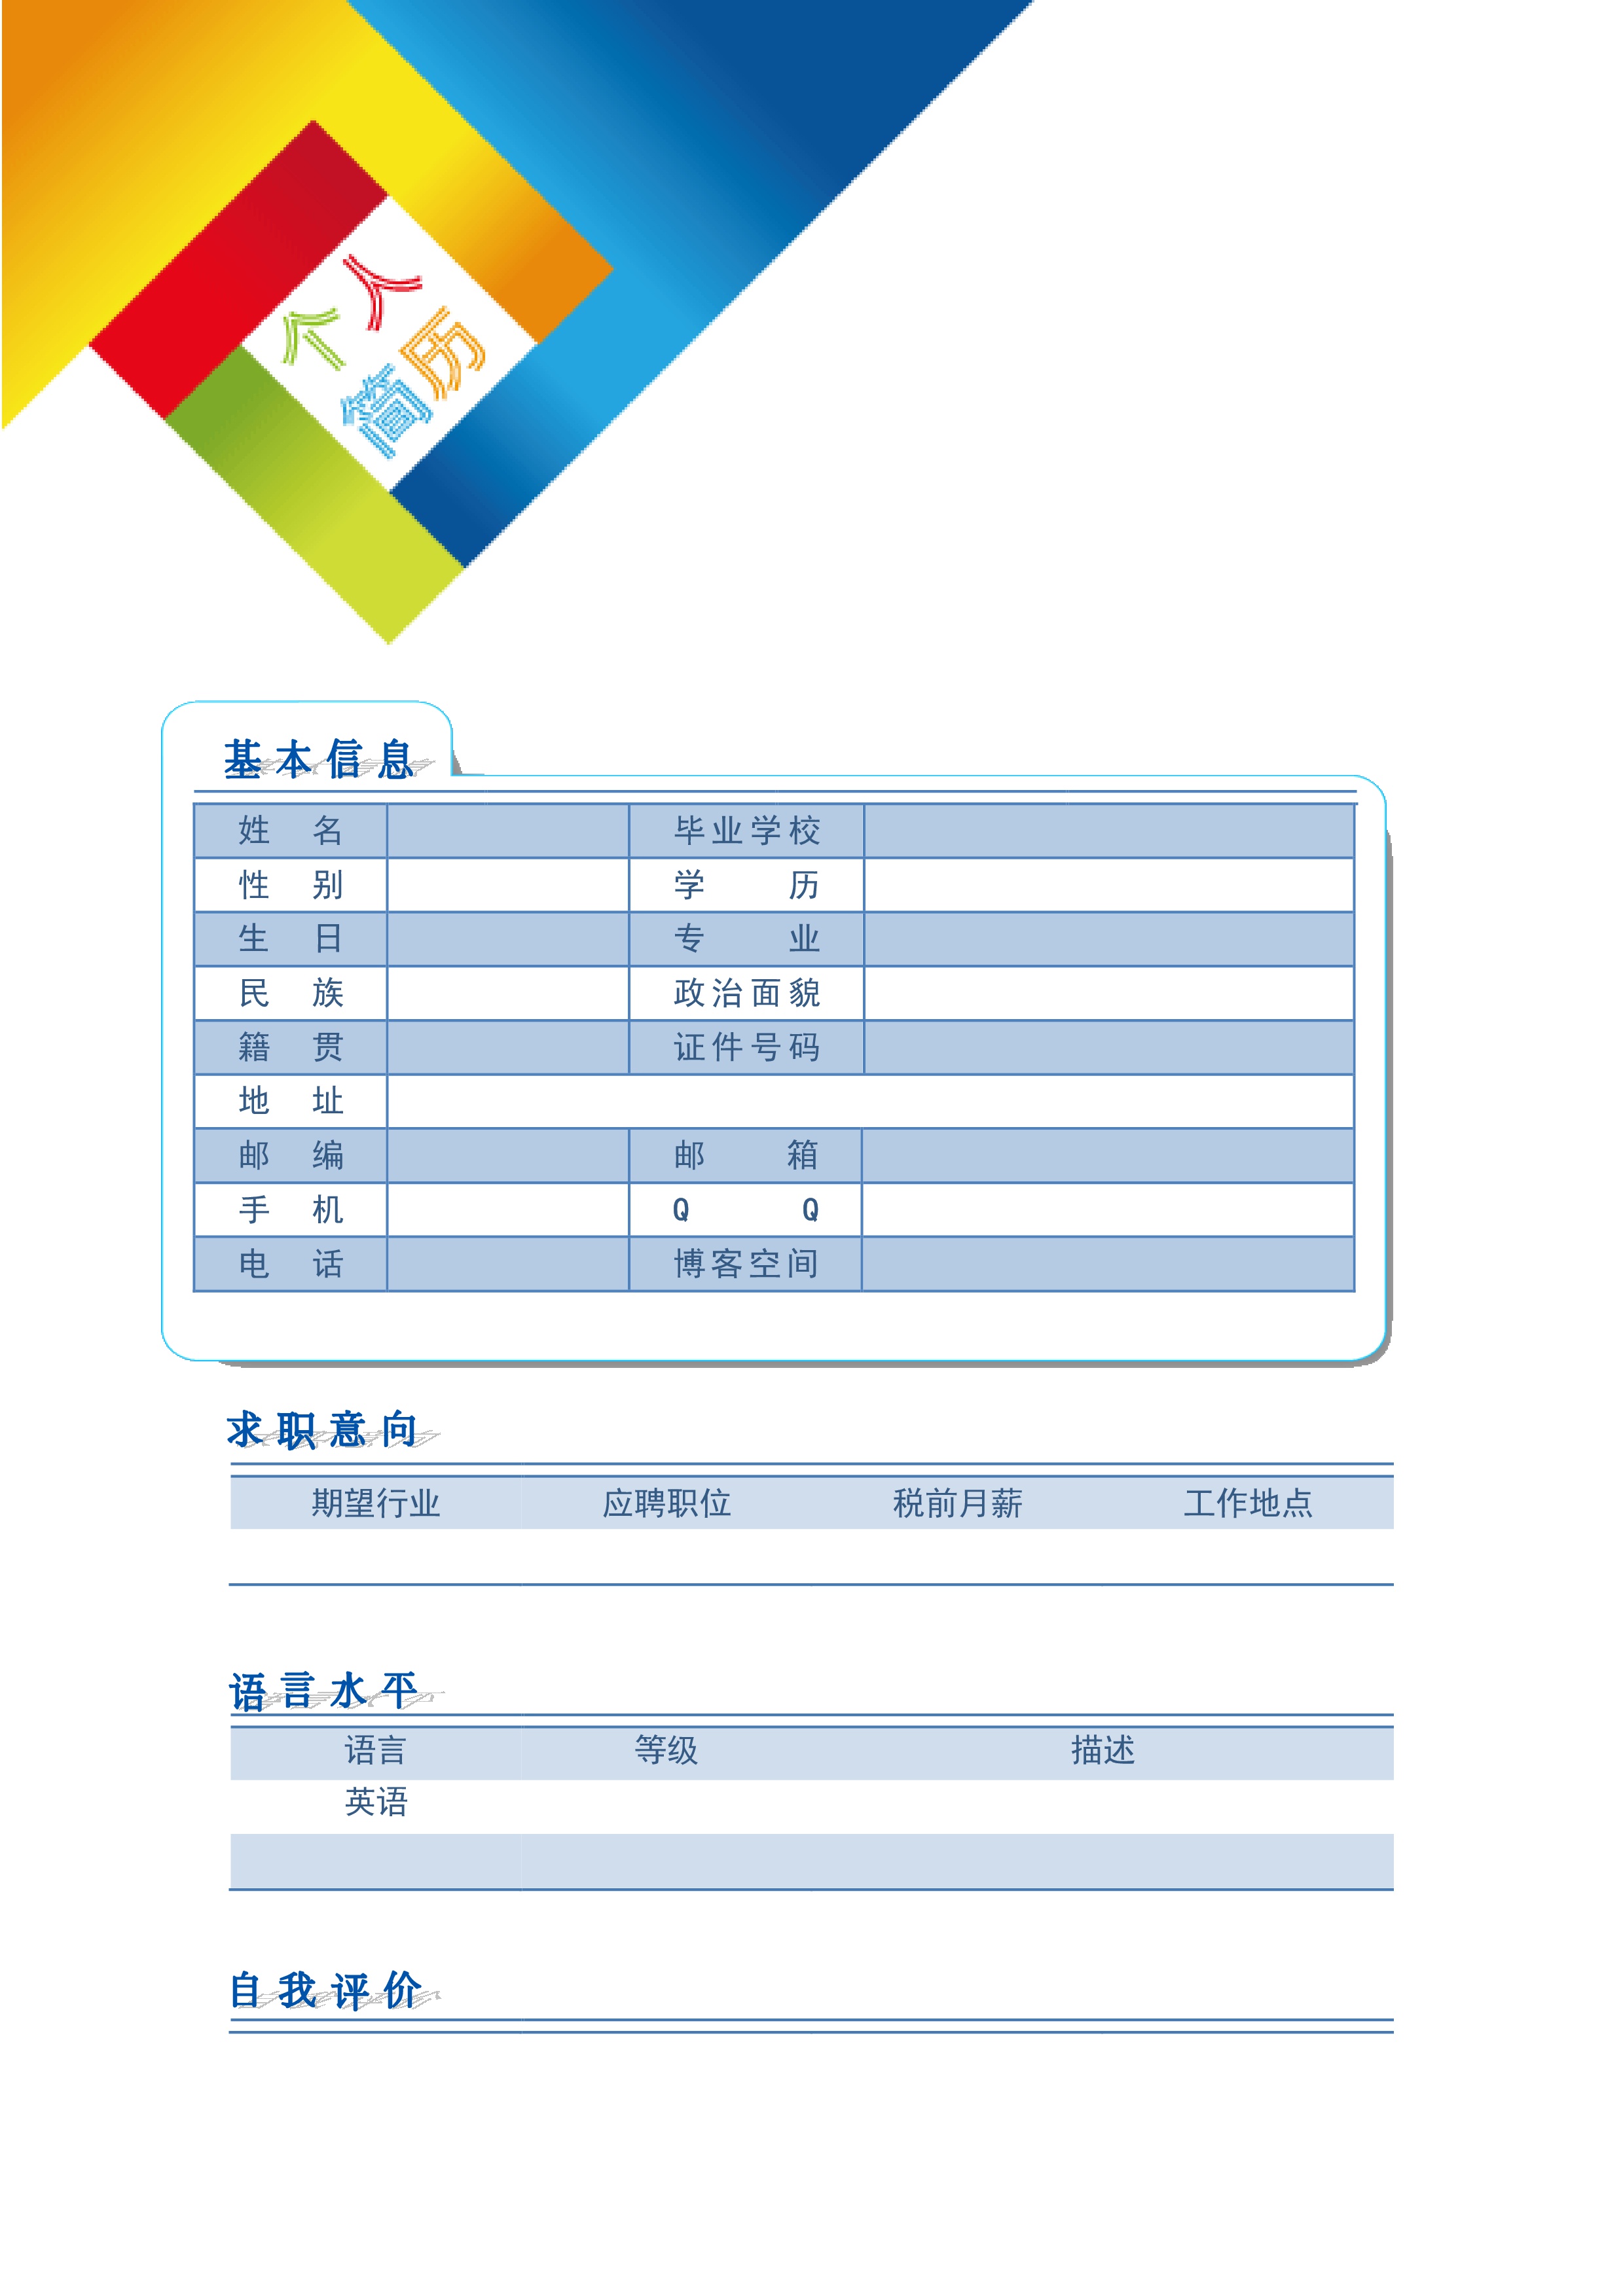 个人
简历
基本信息
姓 名 毕业学校
性 别 学 历
生 日 专 业
民 族 政治面貌
籍 贯 证件号码
地 址
邮 编 邮 箱
手 机 Q Q
电 话 博客空间
求职意向
期望行业 应聘职位 税前月薪 工作地点
语言水平
语言 等级 描述
英语
自我评价